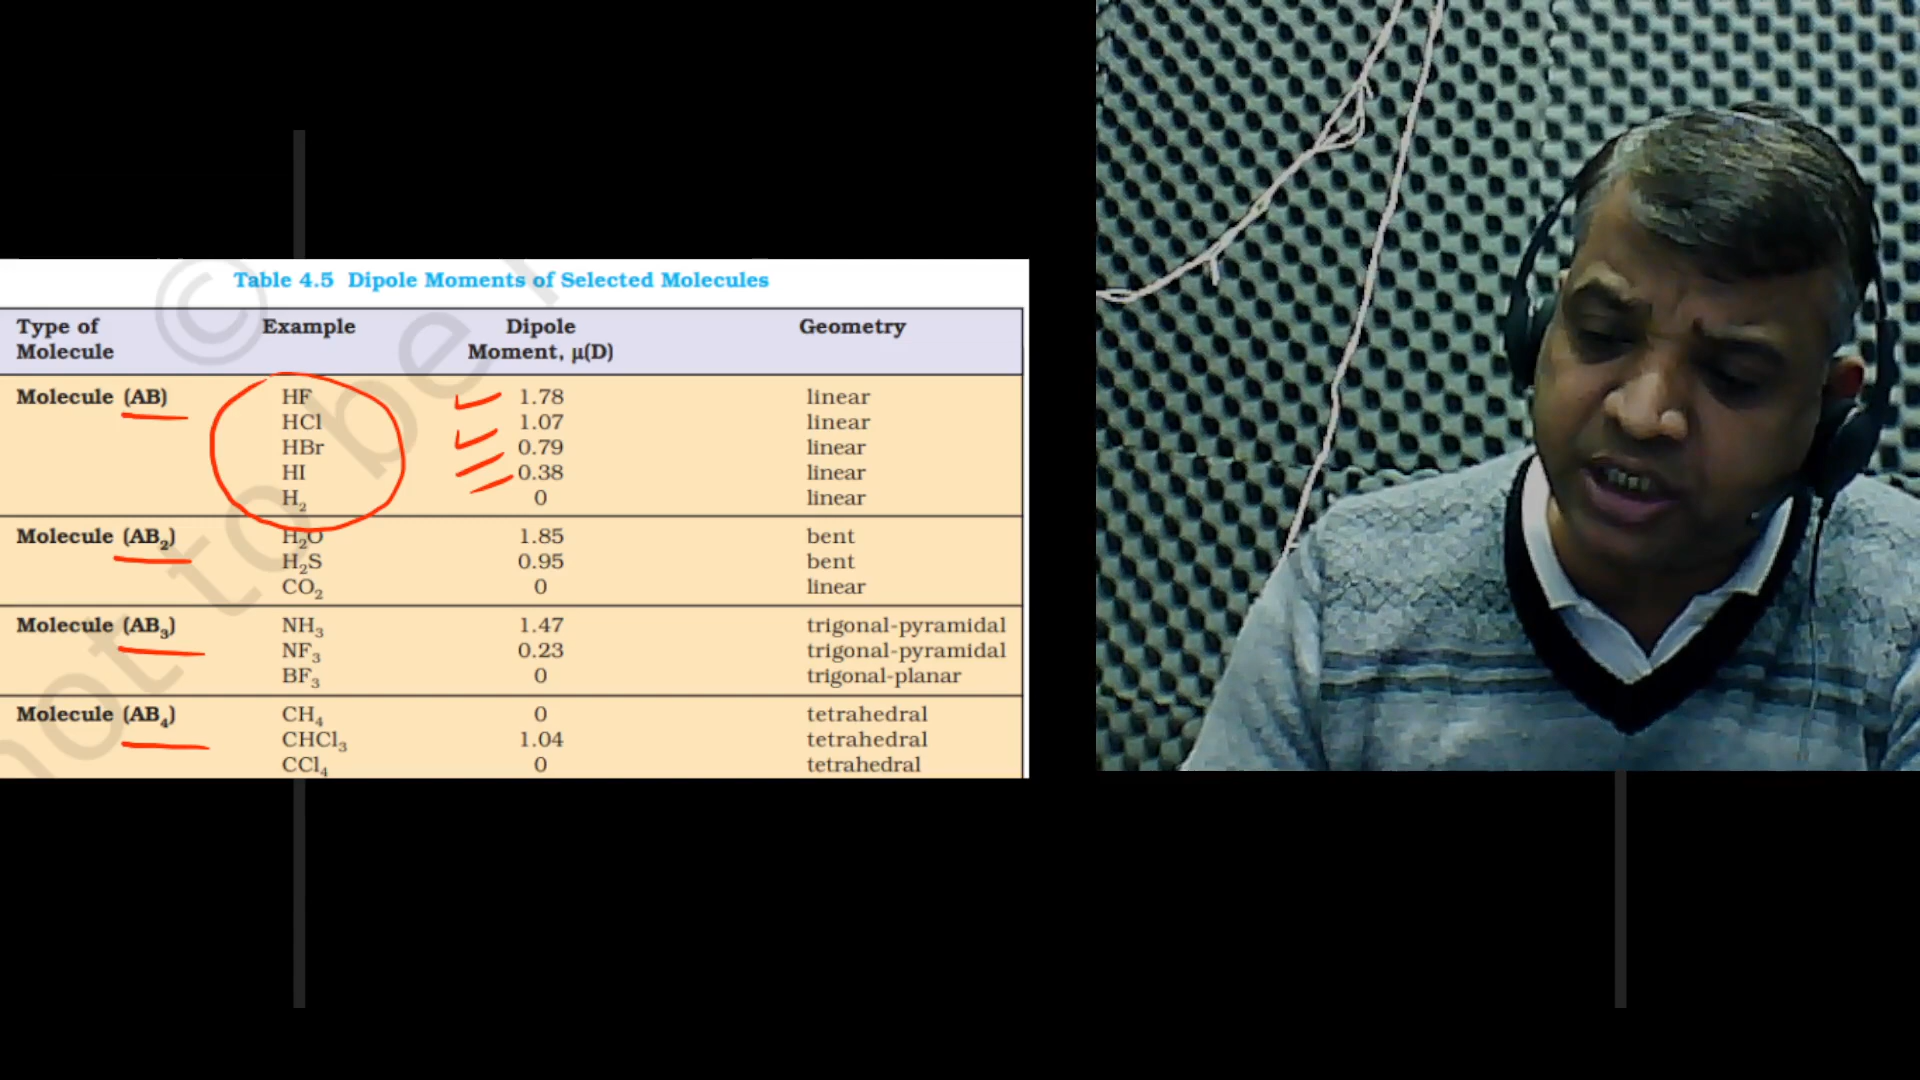 Table 4.5 Dipole Moments of Selected Molecules
Type of Molecule Example Dipole Moment, μ(D) Geometry
Molecule (AB) HF 1.78 linear
HCl 1.07 linear
HBr 0.79 linear
HI 0.38 linear
H₂ 0 linear
Molecule (AB₂) H₂O 1.85 bent
H₂S 0.95 bent
CO₂ 0 linear
Molecule (AB₃) NH₃ 1.47 trigonal-pyramidal
NF₃ 0.23 trigonal-pyramidal
BF₃ 0 trigonal-planar
Molecule (AB₄) CH₄ 0 tetrahedral
CHCl₃ 1.04 tetrahedral
CCl₄ 0 tetrahedral
© not to be